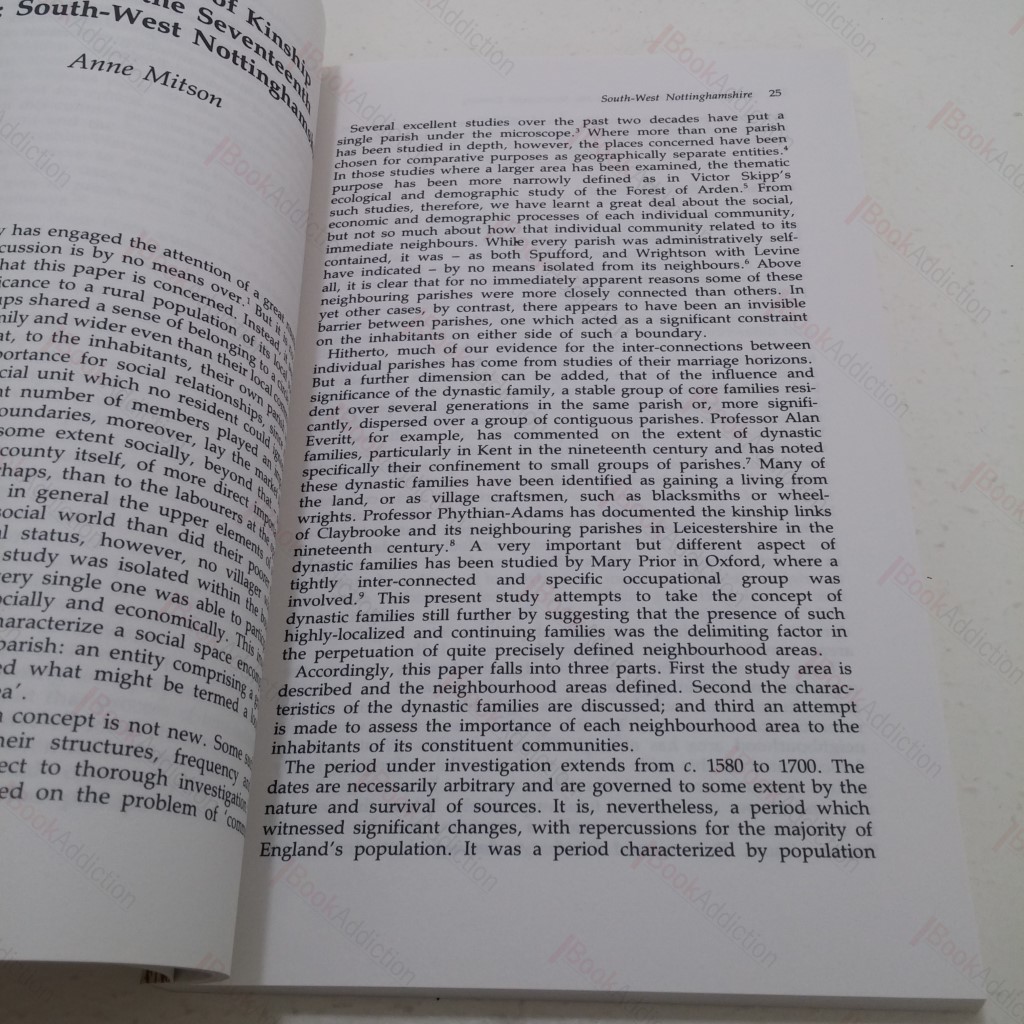 of Kinship
the Seventeenth
: South-West Nottinghams
Anne Mitson
has engaged the attention of a great
cussion is by no means over.¹ But it is
hat this paper is concerned. Instead, it
icance to a rural population of its local
ups shared a sense of belonging to a
mily and wider even than their local
at, to the inhabitants, their own parish
portance for social relationships, since
cial unit which no resident could
nt number of members played an
oundaries, moreover, lay the market
some extent socially, beyond that
county itself, of more direct
haps, than to the labourers at the
in general the upper elements of
social world than did their poorer
al status, however, no villager
study was isolated within the
very single one was able to
ocially and economically. This
haracterize a social space
parish: an entity comprising a
ed what might be termed a
ea'.
concept is not new. Some
heir structures, frequency
ect to thorough investigation
ed on the problem of
South-West Nottinghamshire 25
Several excellent studies over the past two decades have put a
single parish under the microscope.³ Where more than one parish
has been studied in depth, however, the places concerned have been
chosen for comparative purposes as geographically separate entities.⁴
In those studies where a larger area has been examined, the thematic
purpose has been more narrowly defined as in Victor Skipp's
ecological and demographic study of the Forest of Arden.⁵ From
such studies, therefore, we have learnt a great deal about the social,
economic and demographic processes of each individual community,
but not so much about how that individual community related to its
immediate neighbours. While every parish was administratively self-
contained, it was – as both Spufford, and Wrightson with Levine
have indicated – by no means isolated from its neighbours.⁶ Above
all, it is clear that for no immediately apparent reasons some of these
neighbouring parishes were more closely connected than others. In
yet other cases, by contrast, there appears to have been an invisible
barrier between parishes, one which acted as a significant constraint
on the inhabitants on either side of such a boundary.
Hitherto, much of our evidence for the inter-connections between
individual parishes has come from studies of their marriage horizons.
But a further dimension can be added, that of the influence and
significance of the dynastic family, a stable group of core families resi-
dent over several generations in the same parish or, more signifi-
cantly, dispersed over a group of contiguous parishes. Professor Alan
Everitt, for example, has commented on the extent of dynastic
families, particularly in Kent in the nineteenth century and has noted
specifically their confinement to small groups of parishes.⁷ Many of
these dynastic families have been identified as gaining a living from
the land, or as village craftsmen, such as blacksmiths or wheel-
wrights. Professor Phythian-Adams has documented the kinship links
of Claybrooke and its neighbouring parishes in Leicestershire in the
nineteenth century.⁸ A very important but different aspect of
dynastic families has been studied by Mary Prior in Oxford, where a
tightly inter-connected and specific occupational group was
involved.⁹ This present study attempts to take the concept of
dynastic families still further by suggesting that the presence of such
highly-localized and continuing families was the delimiting factor in
the perpetuation of quite precisely defined neighbourhood areas.
Accordingly, this paper falls into three parts. First the study area is
described and the neighbourhood areas defined. Second the charac-
teristics of the dynastic families are discussed; and third an attempt
is made to assess the importance of each neighbourhood area to the
inhabitants of its constituent communities.
The period under investigation extends from c. 1580 to 1700. The
dates are necessarily arbitrary and are governed to some extent by the
nature and survival of sources. It is, nevertheless, a period which
witnessed significant changes, with repercussions for the majority of
England's population. It was a period characterized by population